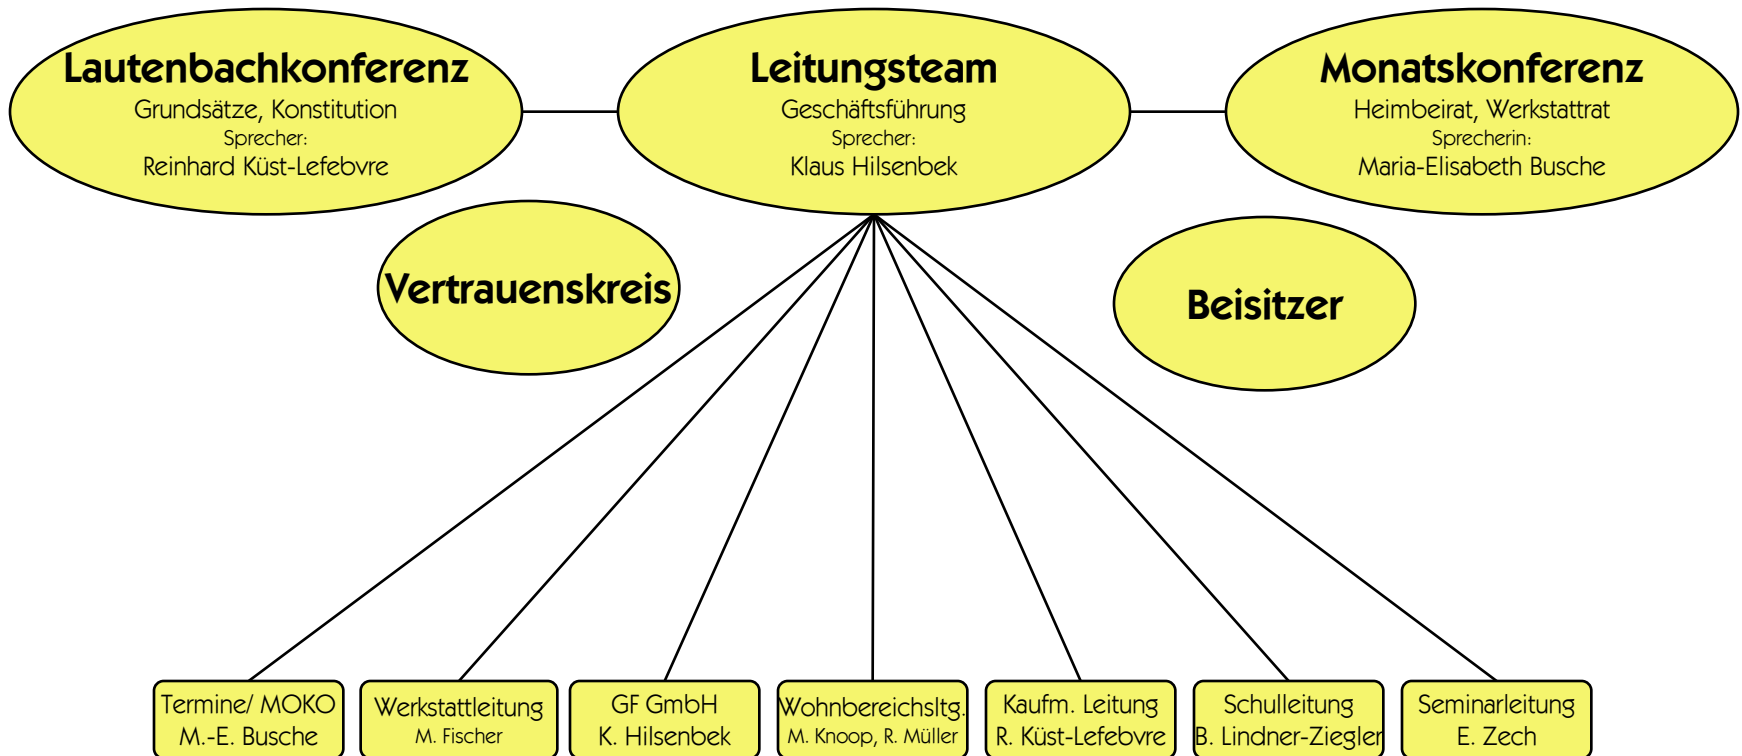 Lautenbachkonferenz
Grundsätze, Konstitution
Sprecher:
Reinhard Küst-Lefebvre
Leitungsteam
Geschäftsführung
Sprecher:
Klaus Hilsenbek
Monatskonferenz
Heimbeirat, Werkstattrat
Sprecherin:
Maria-Elisabeth Busche
Vertrauenskreis
Beisitzer
Termine/ MOKO
M.-E. Busche
Werkstattleitung
M. Fischer
GF GmbH
K. Hilsenbek
Wohnbereichsltg.
M. Knoop, R. Müller
Kaufm. Leitung
R. Küst-Lefebvre
Schulleitung
B. Lindner-Ziegler
Seminarleitung
E. Zech